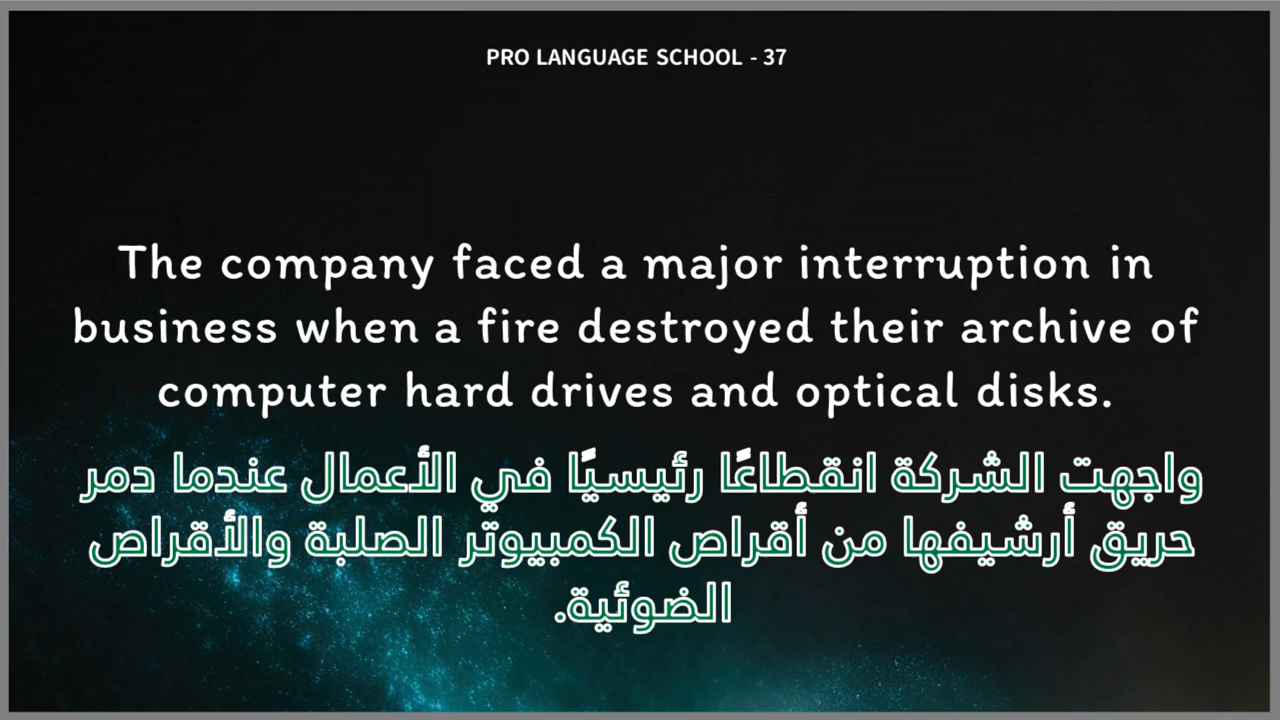 PRO LANGUAGE SCHOOL - 37
The company faced a major interruption in
business when a fire destroyed their archive of
computer hard drives and optical disks.
واجهت الشركة انقطاعًا رئيسيًا في الأعمال عندما دمر
حريق أرشيفها من أقراص الكمبيوتر الصلبة والأقراص
الضوئية.